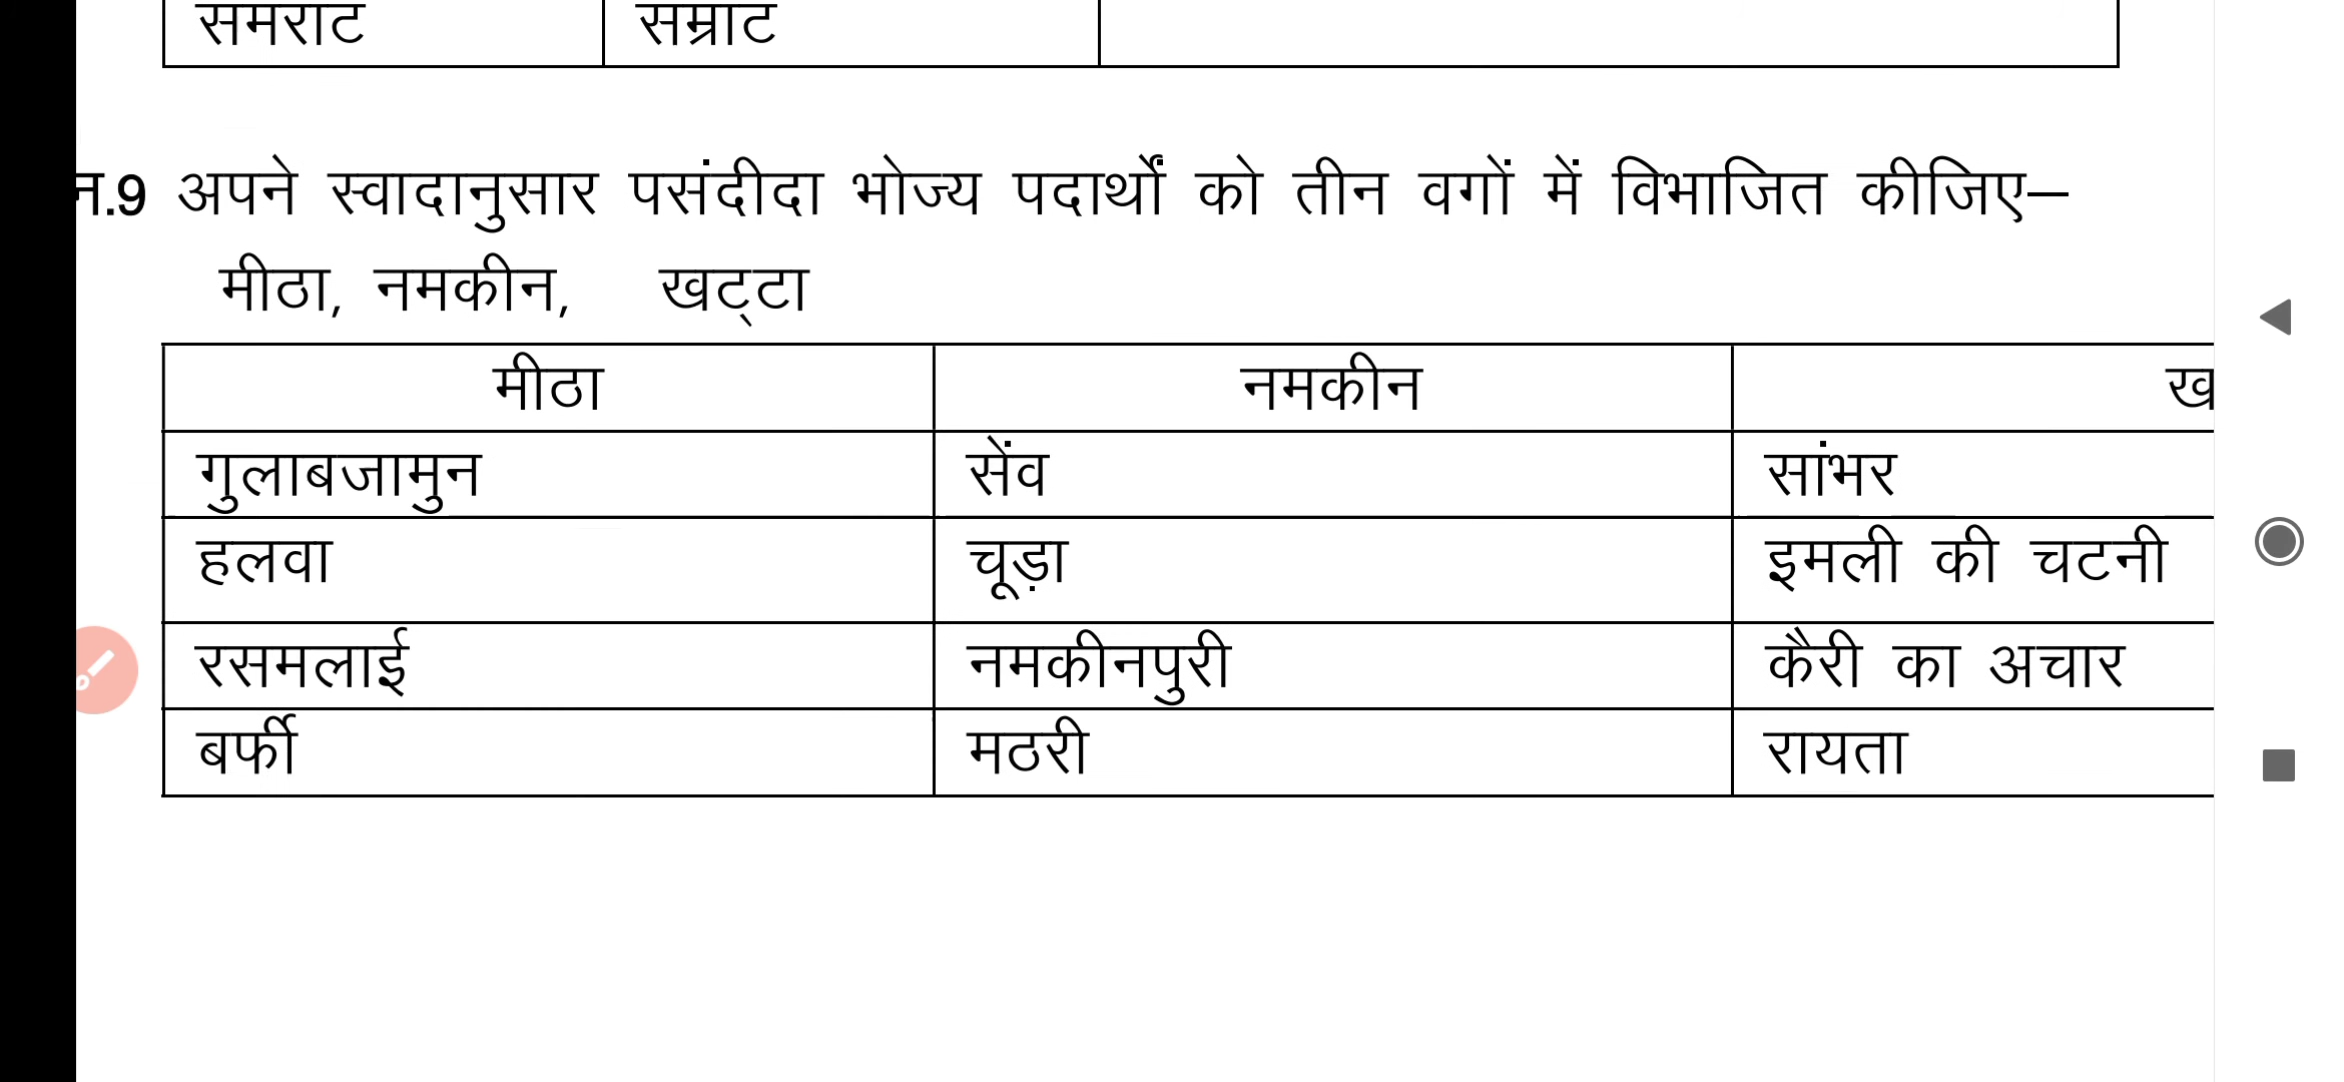 समराट सम्राट
न.9 अपने स्वादानुसार पसंदीदा भोज्य पदार्थों को तीन वगों में विभाजित कीजिए–
मीठा, नमकीन, खट्‌टा
मीठा नमकीन ख
गुलाबजामुन सेंव सांभर
हलवा चूड़ा इमली की चटनी
रसमलाई नमकीनपुरी कैरी का अचार
बर्फी मठरी रायता